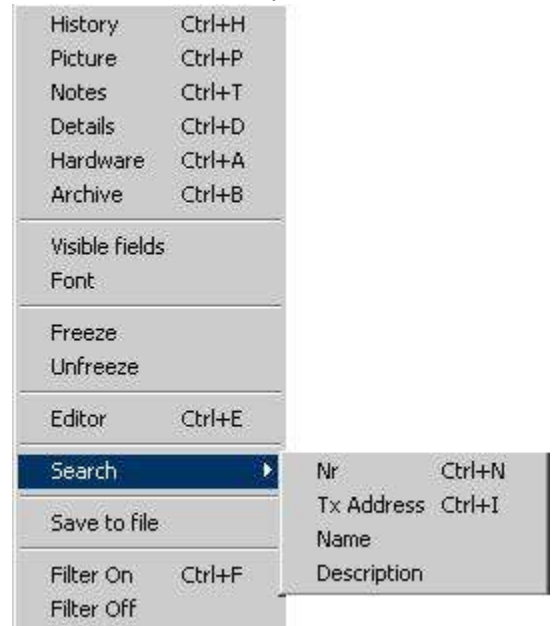 History Ctrl+H
Picture Ctrl+P
Notes Ctrl+T
Details Ctrl+D
Hardware Ctrl+A
Archive Ctrl+B
Visible fields
Font
Freeze
Unfreeze
Editor Ctrl+E
Search
Nr Ctrl+N
Tx Address Ctrl+I
Name
Description
Save to file
Filter On Ctrl+F
Filter Off